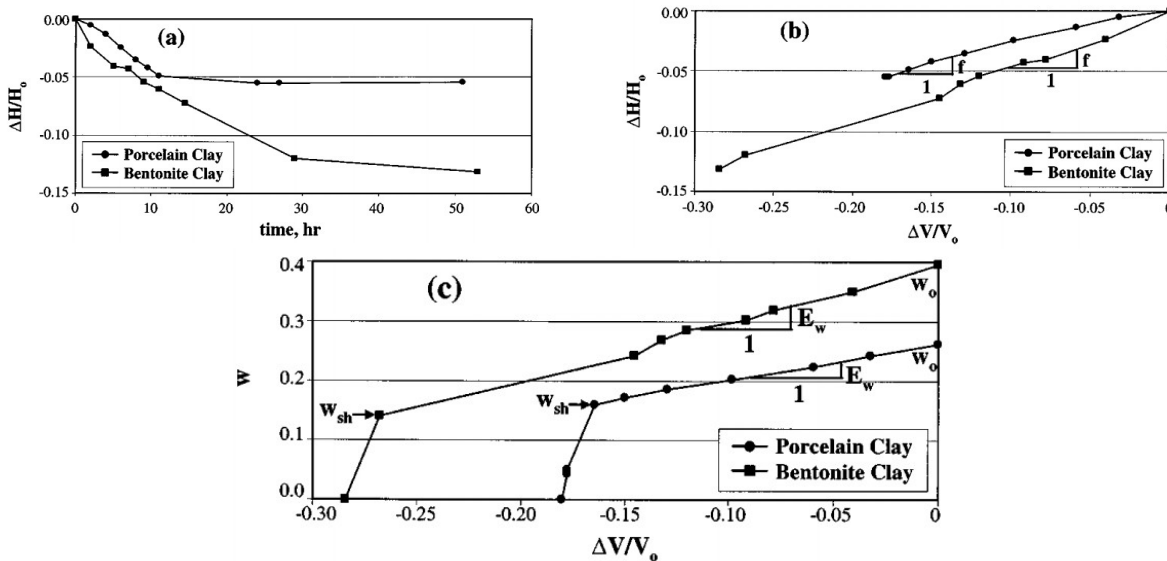 (a)
ΔH/Hₒ
0.00
-0.05
-0.10
-0.15
Porcelain Clay
Bentonite Clay
0 10 20 30 40 50 60
time, hr
(b)
ΔH/Hₒ
0.00
-0.05
-0.10
-0.15
f
1
f
1
Porcelain Clay
Bentonite Clay
-0.30 -0.25 -0.20 -0.15 -0.10 -0.05 0
ΔV/Vₒ
(c)
w
0.4
0.3
0.2
0.1
0.0
wₒ
E_w
1
wₒ
E_w
1
w_sh
w_sh
Porcelain Clay
Bentonite Clay
-0.30 -0.25 -0.20 -0.15 -0.10 -0.05 0
ΔV/Vₒ